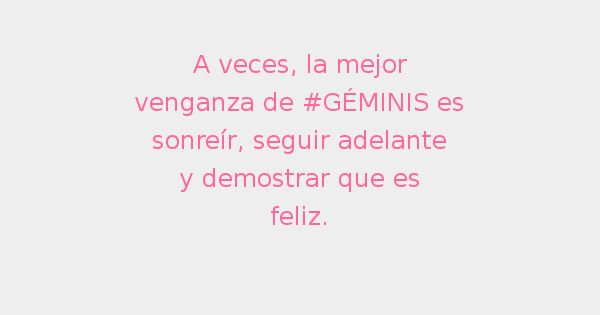 A veces, la mejor
venganza de #GÉMINIS es
sonreír, seguir adelante
y demostrar que es
feliz.